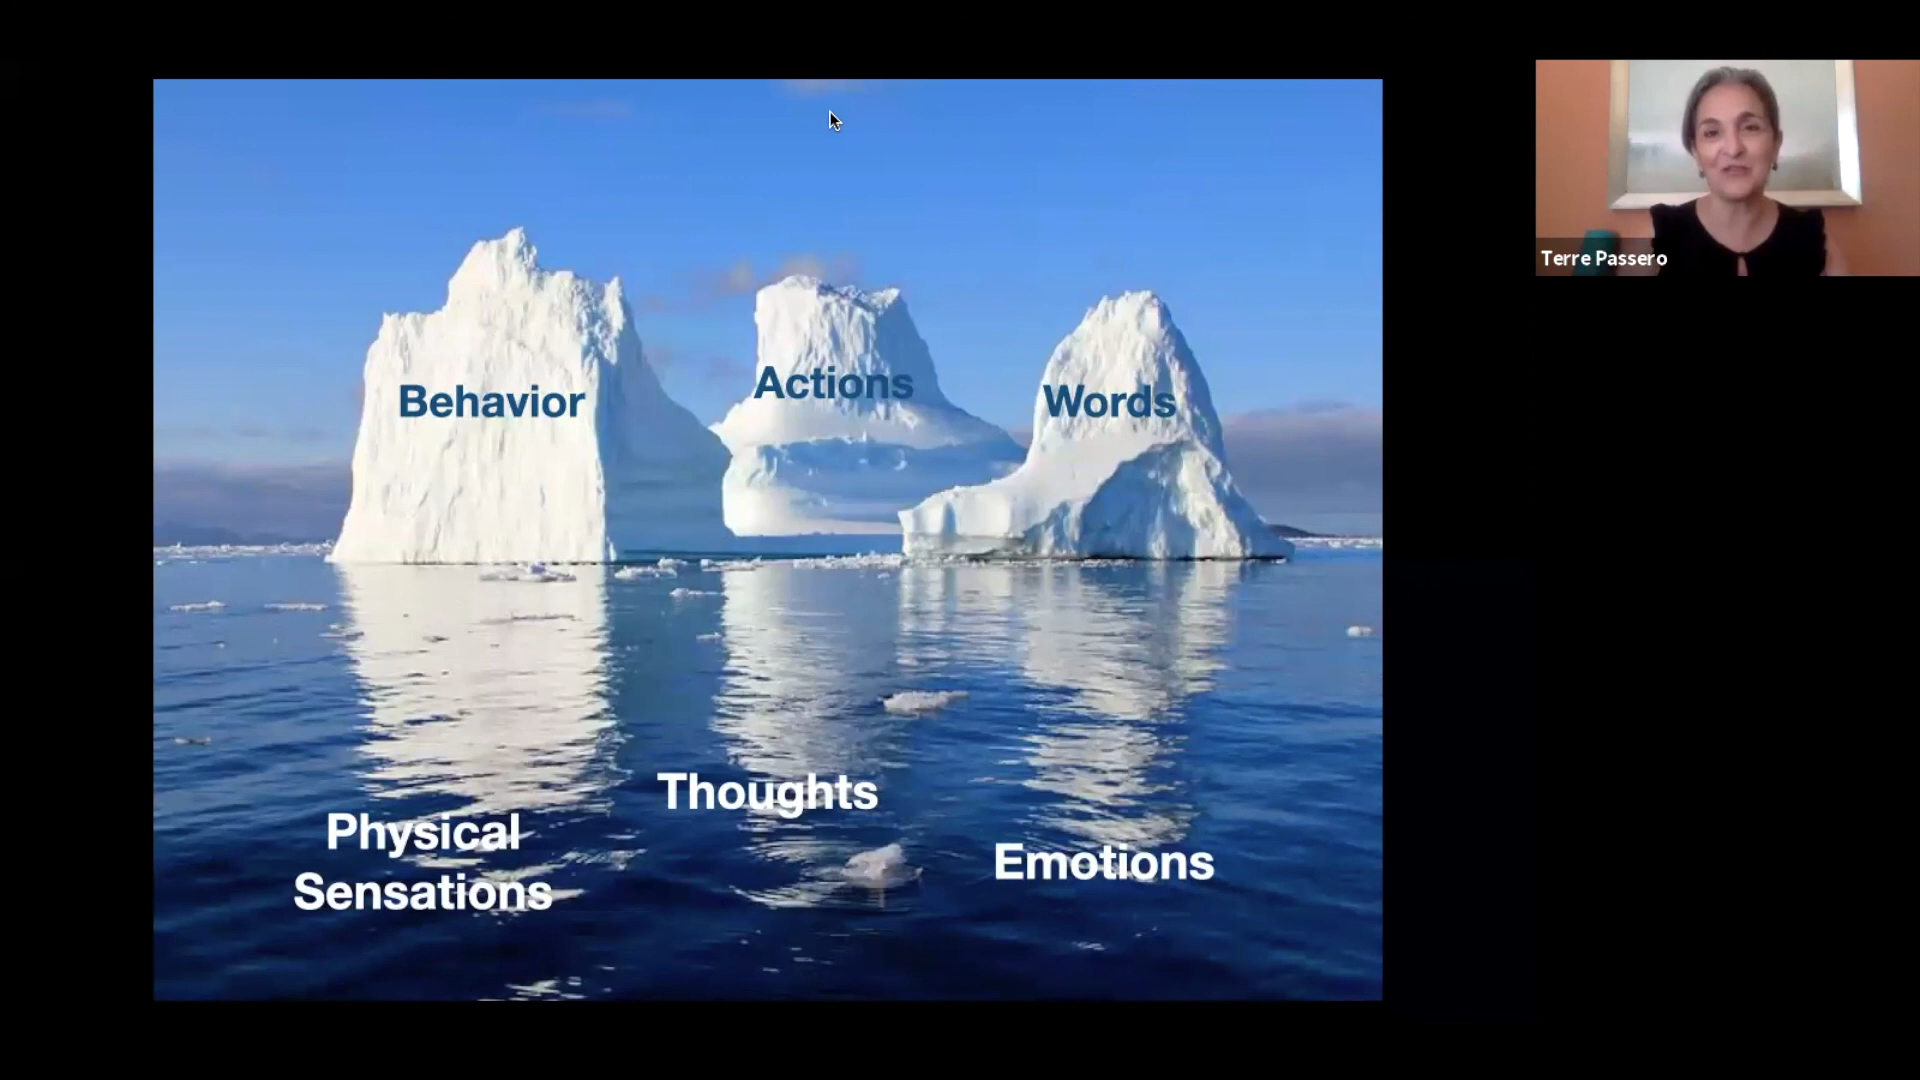 Behavior
Actions
Words
Thoughts
Physical
Sensations
Emotions
Terre Passero